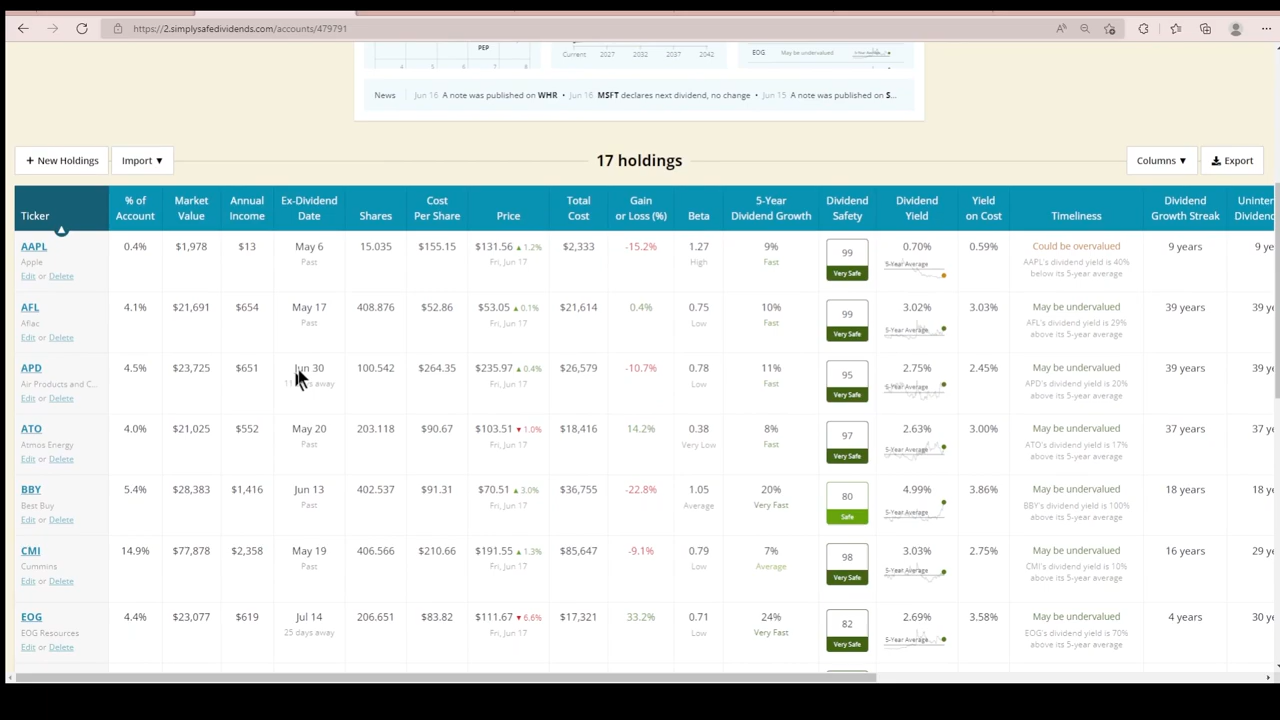 https://2.simplysafedividends.com/accounts/479791
PEP
4 5 6 7 8
Current 2027 2032 2037 2042
EOG May be undervalued
News Jun 16 A note was published on WHR • Jun 16 MSFT declares next dividend, no change • Jun 15 A note was published on S...
+ New Holdings Import ▼ 17 holdings Columns ▼ Export
Ticker % of Account Market Value Annual Income Ex-Dividend Date Shares Cost Per Share Price Total Cost Gain or Loss (%) Beta 5-Year Dividend Growth Dividend Safety Dividend Yield Yield on Cost Timeliness Dividend Growth Streak Uninter Dividend
AAPL 0.4% $1,978 $13 May 6 15.035 $155.15 $131.56 ▲ 1.2% $2,333 -15.2% 1.27 9% 99 0.70% 0.59% Could be overvalued 9 years 9 ye
Apple Past Fri, Jun 17 High Fast Very Safe 5-Year Average AAPL's dividend yield is 40% below its 5-year average
Edit or Delete
AFL 4.1% $21,691 $654 May 17 408.876 $52.86 $53.05 ▲ 0.1% $21,614 0.4% 0.75 10% 99 3.02% 3.03% May be undervalued 39 years 39 ye
Aflac Past Fri, Jun 17 Low Fast Very Safe 5-Year Average AFL's dividend yield is 29% above its 5-year average
Edit or Delete
APD 4.5% $23,725 $651 Jun 30 100.542 $264.35 $235.97 ▲ 0.4% $26,579 -10.7% 0.78 11% 95 2.75% 2.45% May be undervalued 39 years 39 ye
Air Products and C... away Fri, Jun 17 Low Fast Very Safe 5-Year Average APD's dividend yield is 20% above its 5-year average
Edit or Delete
ATO 4.0% $21,025 $552 May 20 203.118 $90.67 $103.51 ▼ 1.0% $18,416 14.2% 0.38 8% 97 2.63% 3.00% May be undervalued 37 years 37 ye
Atmos Energy Past Fri, Jun 17 Very Low Fast Very Safe 5-Year Average ATO's dividend yield is 17% above its 5-year average
Edit or Delete
BBY 5.4% $28,383 $1,416 Jun 13 402.537 $91.31 $70.51 ▲ 3.0% $36,755 -22.8% 1.05 20% 80 4.99% 3.86% May be undervalued 18 years 18 ye
Best Buy Past Fri, Jun 17 Average Very Fast Safe 5-Year Average BBY's dividend yield is 100% above its 5-year average
Edit or Delete
CMI 14.9% $77,878 $2,358 May 19 406.566 $210.66 $191.55 ▲ 1.3% $85,647 -9.1% 0.79 7% 98 3.03% 2.75% May be undervalued 16 years 29 ye
Cummins Past Fri, Jun 17 Low Average Very Safe 5-Year Average CMI's dividend yield is 10% above its 5-year average
Edit or Delete
EOG 4.4% $23,077 $619 Jul 14 206.651 $83.82 $111.67 ▼ 6.6% $17,321 33.2% 0.71 24% 82 2.69% 3.58% May be undervalued 4 years 30 ye
EOG Resources 25 days away Fri, Jun 17 Low Very Fast Very Safe 5-Year Average EOG's dividend yield is 70% above its 5-year average
Edit or Delete